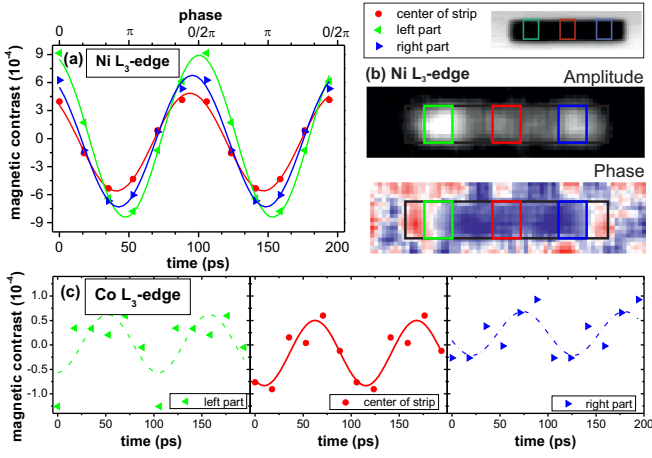 phase
0 π 0/2π π 0/2π
(a) Ni L₃-edge
magnetic contrast (10⁻⁴)
9
6
3
0
-3
-6
-9
0 50 100 150 200
time (ps)
center of strip
left part
right part
(b) Ni L₃-edge
Amplitude
Phase
(c) Co L₃-edge
magnetic contrast (10⁻⁴)
1.0
0.5
0.0
-0.5
-1.0
left part
center of strip
right part
0 50 100 150 0 50 100 150 0 50 100 150 200
time (ps) time (ps) time (ps)